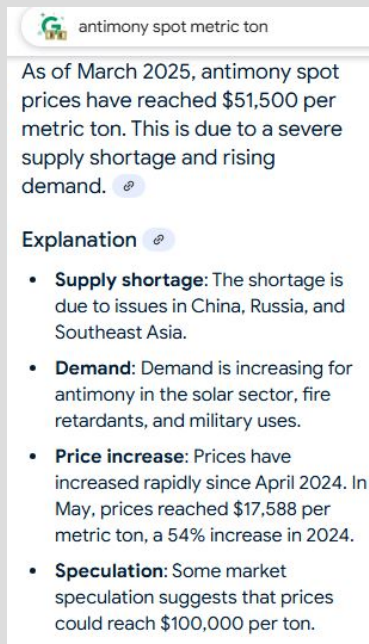 antimony spot metric ton
As of March 2025, antimony spot
prices have reached $51,500 per
metric ton. This is due to a severe
supply shortage and rising
demand.
Explanation
• Supply shortage: The shortage is
due to issues in China, Russia, and
Southeast Asia.
• Demand: Demand is increasing for
antimony in the solar sector, fire
retardants, and military uses.
• Price increase: Prices have
increased rapidly since April 2024. In
May, prices reached $17,588 per
metric ton, a 54% increase in 2024.
• Speculation: Some market
speculation suggests that prices
could reach $100,000 per ton.